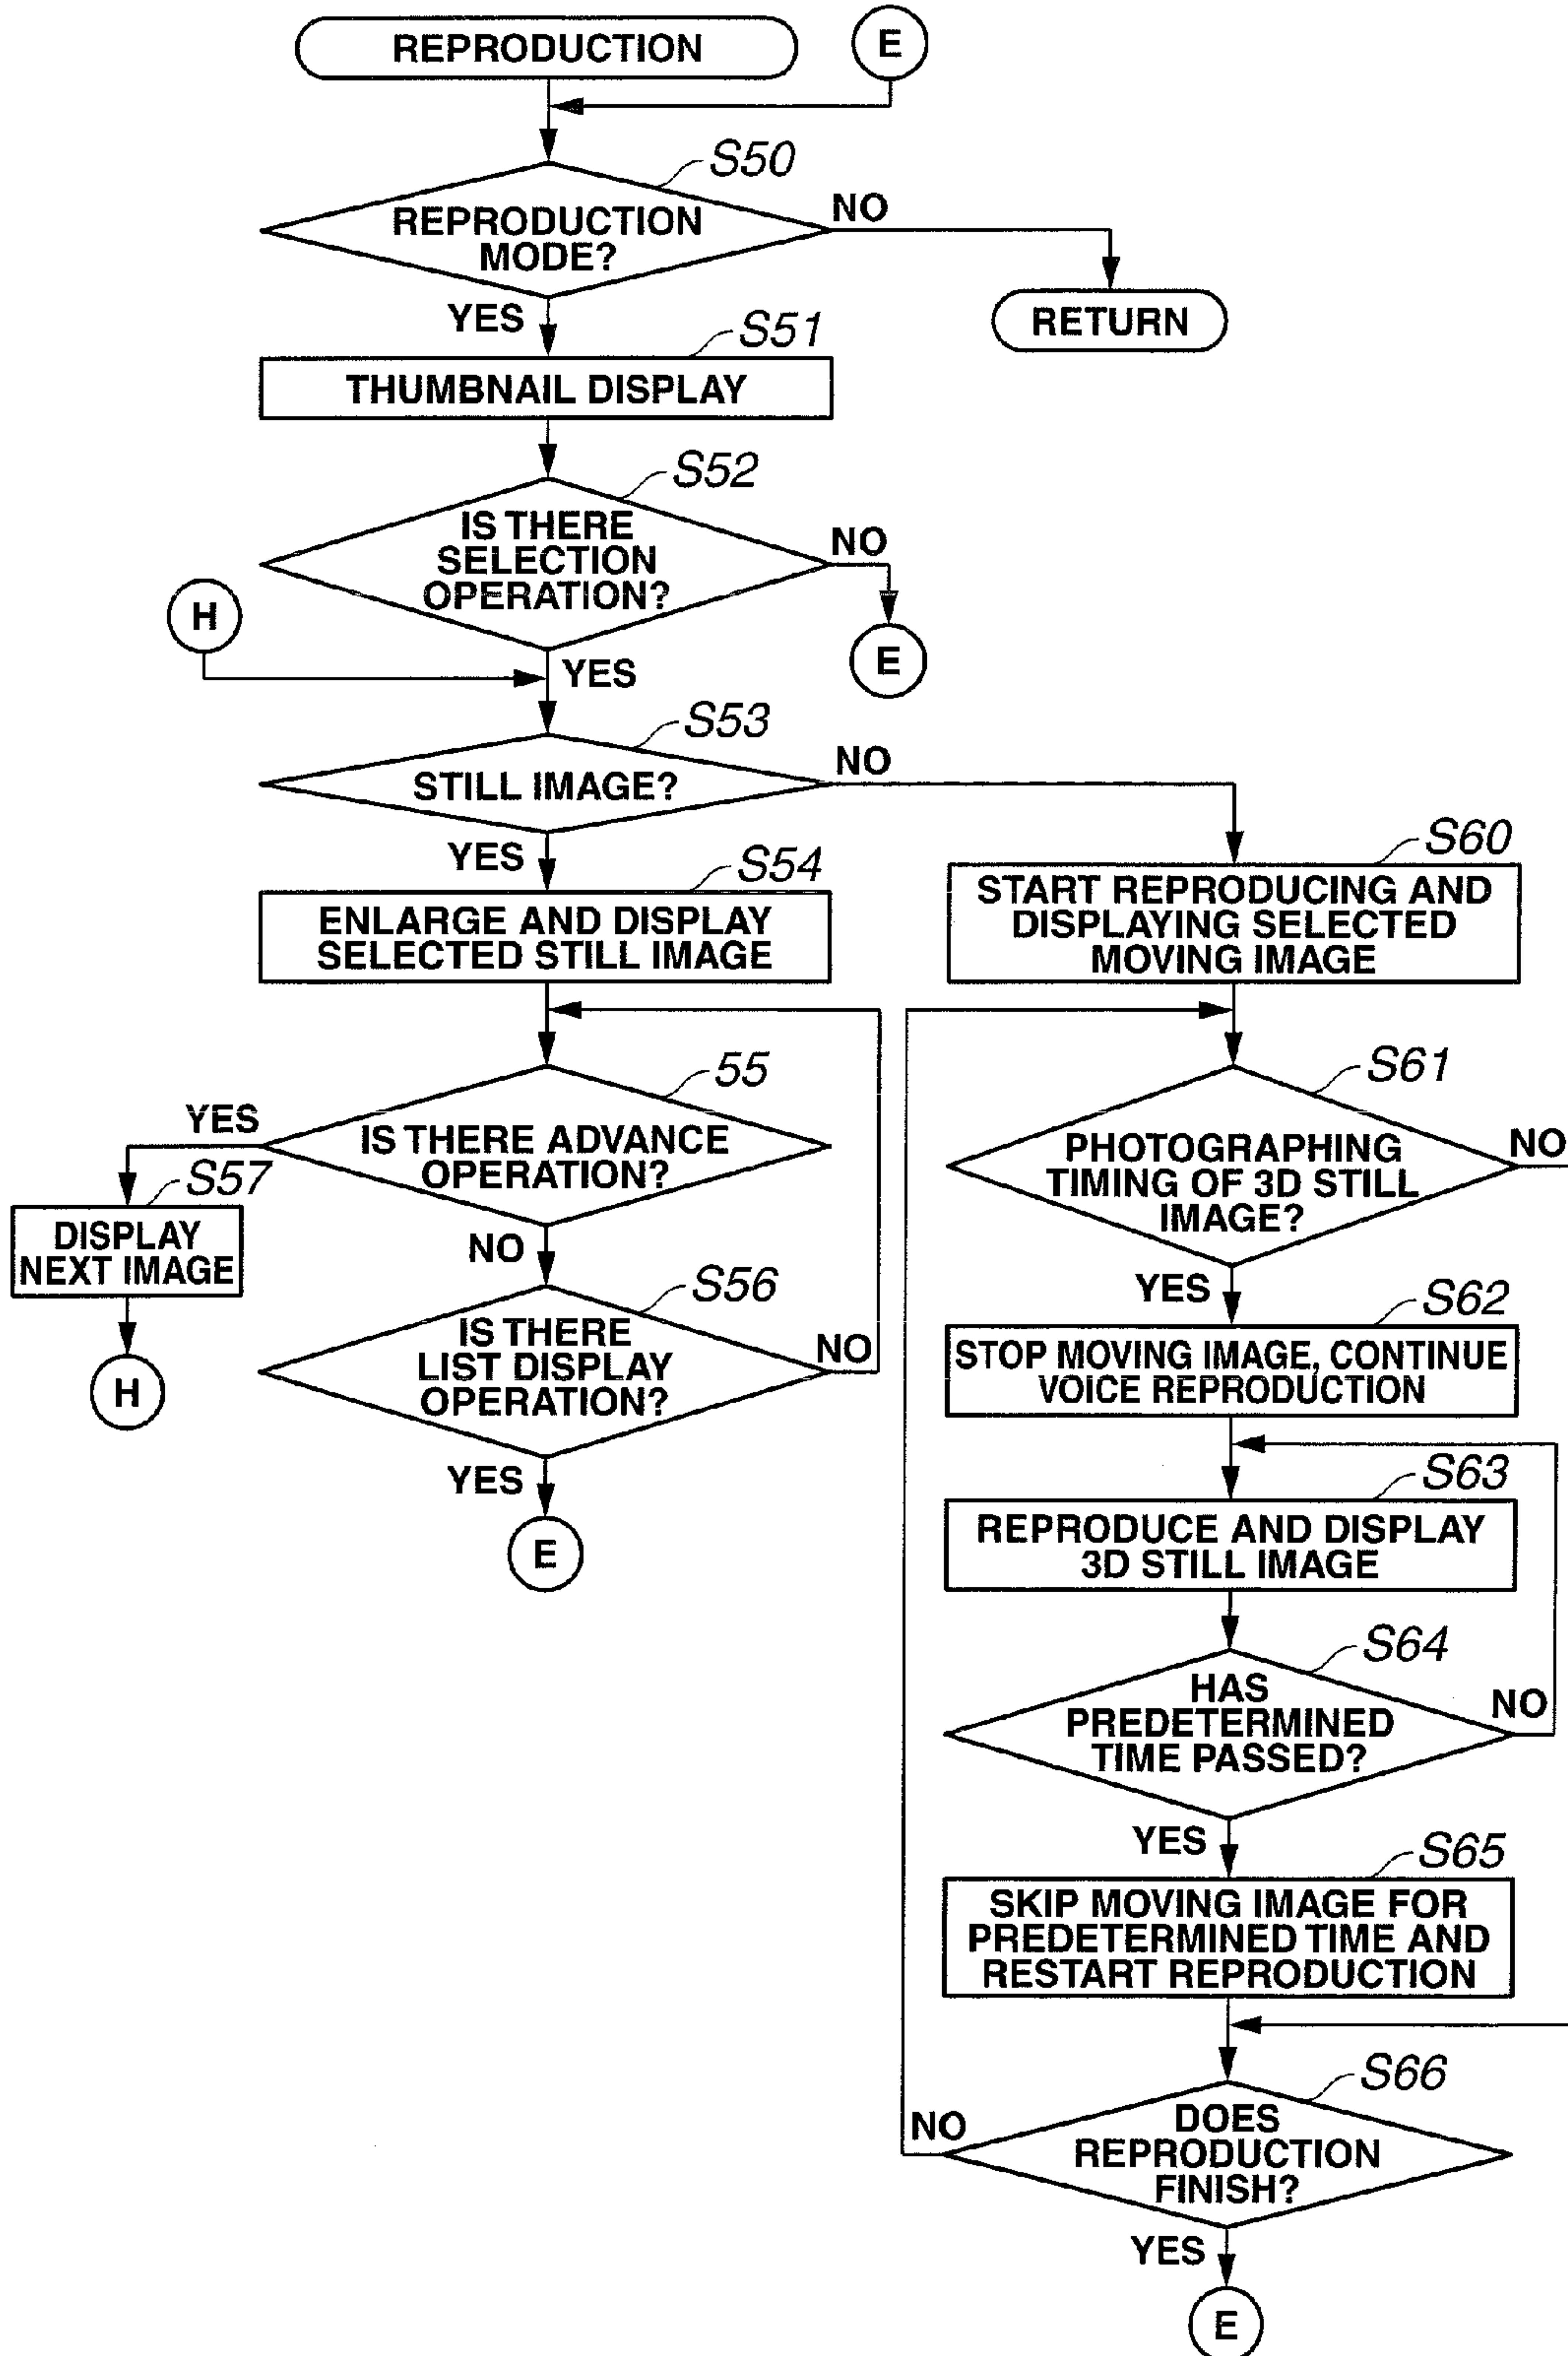 REPRODUCTION
E
S50
REPRODUCTION
MODE?
NO
YES
RETURN
S51
THUMBNAIL DISPLAY
S52
IS THERE
SELECTION
OPERATION?
NO
H
E
YES
S53
STILL IMAGE?
NO
YES
S54
ENLARGE AND DISPLAY
SELECTED STILL IMAGE
55
IS THERE ADVANCE
OPERATION?
YES
S57
DISPLAY
NEXT IMAGE
H
NO
S56
IS THERE
LIST DISPLAY
OPERATION?
NO
YES
E
S60
START REPRODUCING AND
DISPLAYING SELECTED
MOVING IMAGE
S61
PHOTOGRAPHING
TIMING OF 3D STILL
IMAGE?
NO
YES
S62
STOP MOVING IMAGE, CONTINUE
VOICE REPRODUCTION
S63
REPRODUCE AND DISPLAY
3D STILL IMAGE
S64
HAS
PREDETERMINED
TIME PASSED?
NO
YES
S65
SKIP MOVING IMAGE FOR
PREDETERMINED TIME AND
RESTART REPRODUCTION
S66
DOES
REPRODUCTION
FINISH?
NO
YES
E